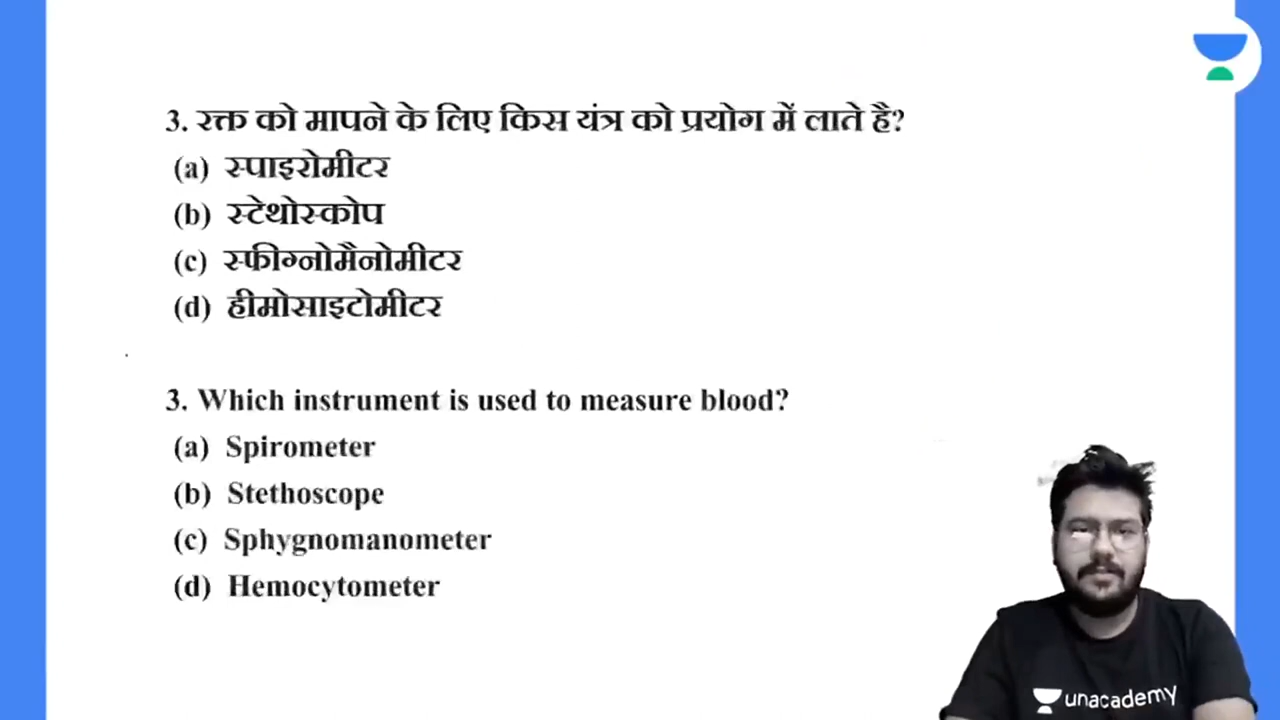 3. रक्त को मापने के लिए किस यंत्र को प्रयोग में लाते है?
(a) स्पाइरोमीटर
(b) स्टेथोस्कोप
(c) स्फीग्नोमैनोमीटर
(d) हीमोसाइटोमीटर
3. Which instrument is used to measure blood?
(a) Spirometer
(b) Stethoscope
(c) Sphygnomanometer
(d) Hemocytometer
unacademy